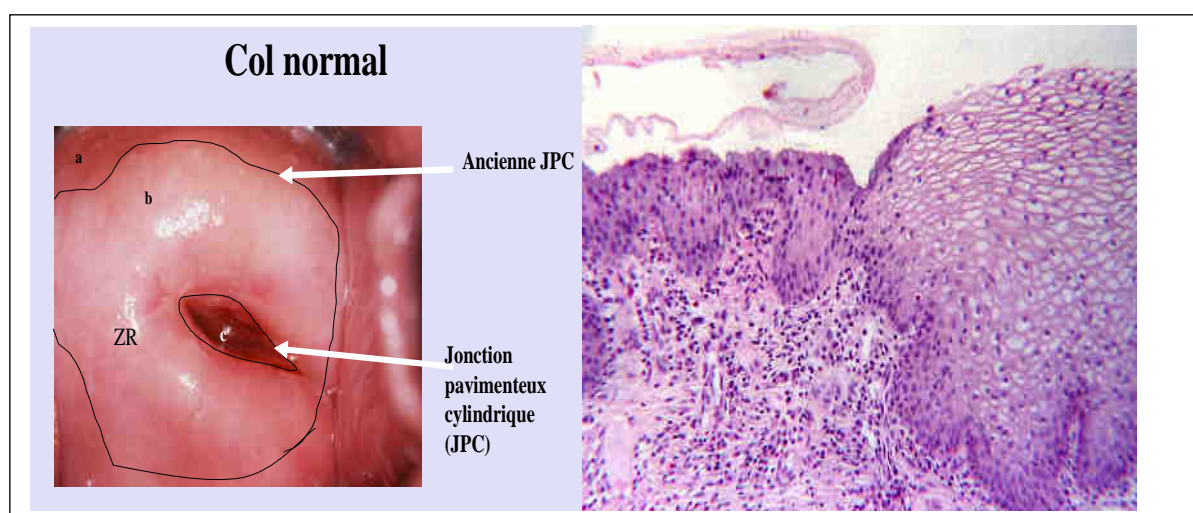 Col normal
a
Ancienne JPC
b
c
ZR
Jonction
pavimenteux
cylindrique
(JPC)